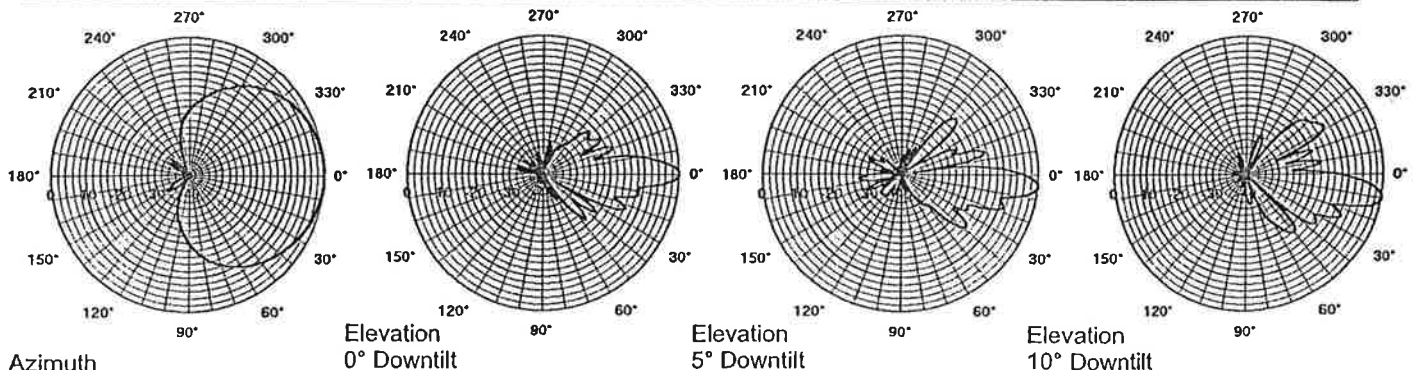 270° 270° 270° 270°
240° 300° 240° 300° 240° 300° 240° 300°
210° 330° 210° 330° 210° 330° 210° 330°
180° 0° 180° 0° 180° 0° 180° 0°
150° 30° 150° 30° 150° 30° 150° 30°
120° 60° 120° 60° 120° 60° 120° 60°
90° 90° 90° 90°
Azimuth
Elevation
0° Downtilt
Elevation
5° Downtilt
Elevation
10° Downtilt